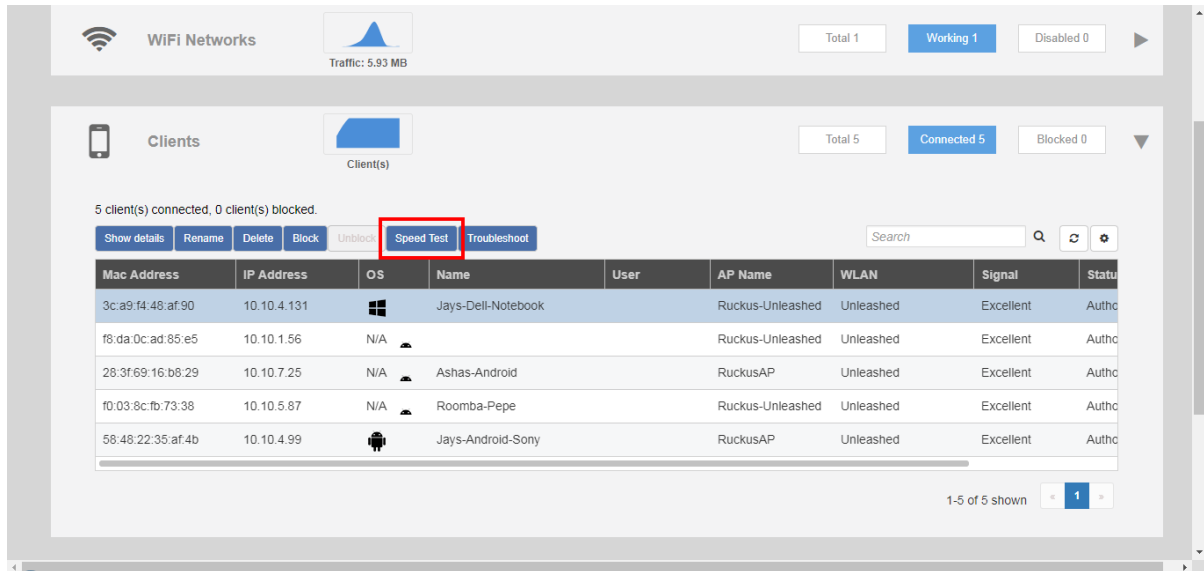 WiFi Networks
Traffic: 5.93 MB
Total 1 Working 1 Disabled 0
Clients
Client(s)
Total 5 Connected 5 Blocked 0
5 client(s) connected, 0 client(s) blocked.
Show details Rename Delete Block Unblock Speed Test Troubleshoot Search
Mac Address IP Address OS Name User AP Name WLAN Signal Statu
3c:a9:f4:48:af:90 10.10.4.131 Jays-Dell-Notebook Ruckus-Unleashed Unleashed Excellent Autho
f8:da:0c:ad:85:e5 10.10.1.56 N/A Ruckus-Unleashed Unleashed Excellent Autho
28:3f:69:16:b8:29 10.10.7.25 N/A Ashas-Android RuckusAP Unleashed Excellent Autho
f0:03:8c:fb:73:38 10.10.5.87 N/A Roomba-Pepe Ruckus-Unleashed Unleashed Excellent Autho
58:48:22:35:af:4b 10.10.4.99 Jays-Android-Sony RuckusAP Unleashed Excellent Autho
1-5 of 5 shown « 1 »